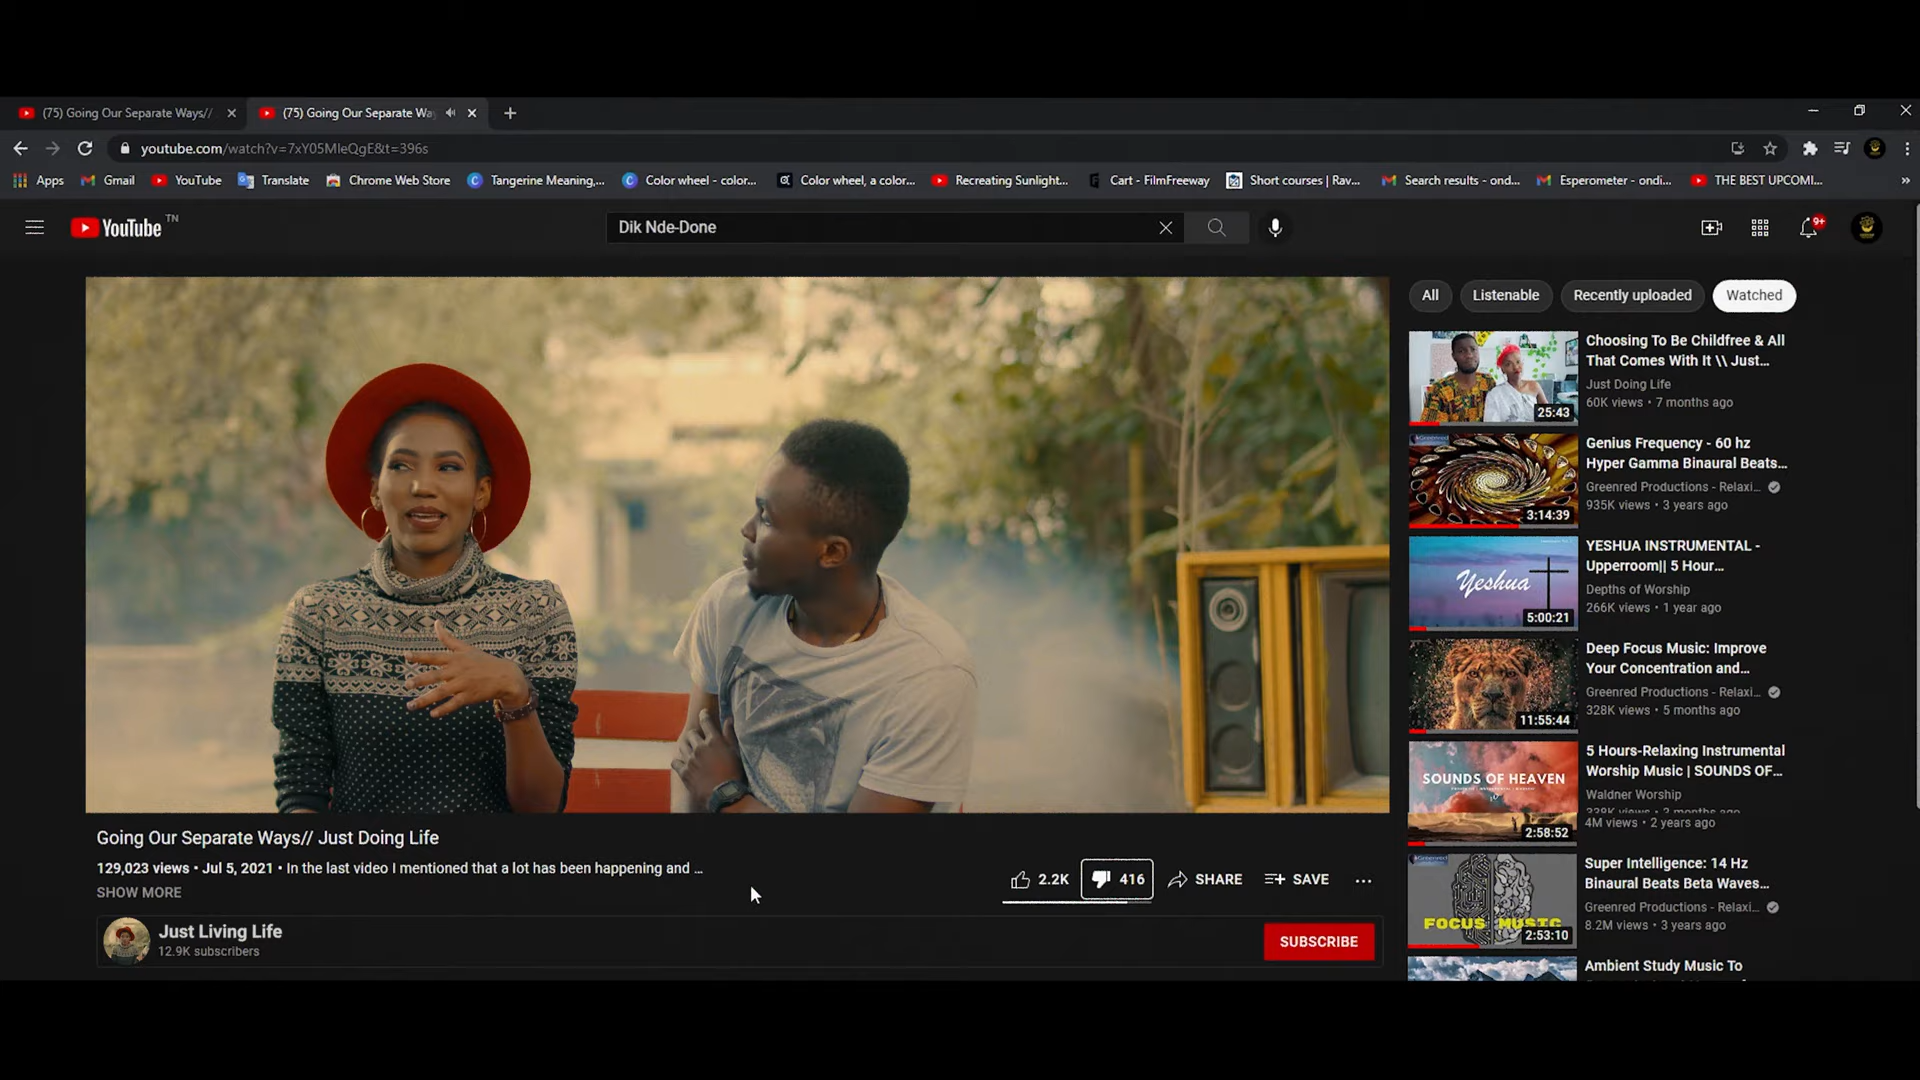 (75) Going Our Separate Ways//
(75) Going Our Separate Wa
youtube.com/watch?v=7xY05MleQgE&t=396s
Apps
Gmail
YouTube
Translate
Chrome Web Store
Tangerine Meaning,...
Color wheel - color...
Color wheel, a color...
Recreating Sunlight...
Cart - FilmFreeway
Short courses | Rav...
Search results - ond...
Esperometer - ondi...
THE BEST UPCOMI...
»
YouTube TN
Dik Nde-Done
9+
All
Listenable
Recently uploaded
Watched
Choosing To Be Childfree & All
That Comes With It \\ Just...
Just Doing Life
60K views • 7 months ago
25:43
Genius Frequency - 60 hz
Hyper Gamma Binaural Beats...
Greenred Productions - Relaxi...
935K views • 3 years ago
3:14:39
YESHUA INSTRUMENTAL -
Upperroom|| 5 Hour...
Depths of Worship
266K views • 1 year ago
Yeshua
5:00:21
Deep Focus Music: Improve
Your Concentration and...
Greenred Productions - Relaxi...
328K views • 5 months ago
11:55:44
5 Hours-Relaxing Instrumental
Worship Music | SOUNDS OF...
Waldner Worship
4M views • 2 years ago
SOUNDS OF HEAVEN
2:58:52
Super Intelligence: 14 Hz
Binaural Beats Beta Waves...
Greenred Productions - Relaxi...
8.2M views • 3 years ago
FOCUS MUSIC
2:53:10
Ambient Study Music To
Going Our Separate Ways// Just Doing Life
129,023 views • Jul 5, 2021 • In the last video I mentioned that a lot has been happening and ...
SHOW MORE
2.2K
416
SHARE
SAVE
Just Living Life
12.9K subscribers
SUBSCRIBE